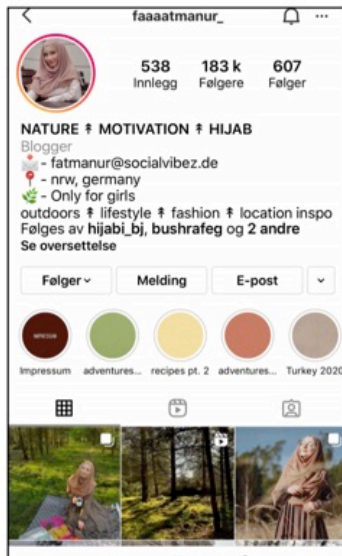 faaaatmanur_
538 183 k 607
Innlegg Følgere Følger
NATURE ↟ MOTIVATION ↟ HIJAB
Blogger
📩 - fatmanur@socialvibez.de
📍 - nrw, germany
🌿 - Only for girls
outdoors ↟ lifestyle ↟ fashion ↟ location inspo
Følges av hijabi_bj, bushrafeg og 2 andre
Se oversettelse
Følger Melding E-post
IMPRESSUM
Impressum adventures... recipes pt. 2 adventures... Turkey 2020